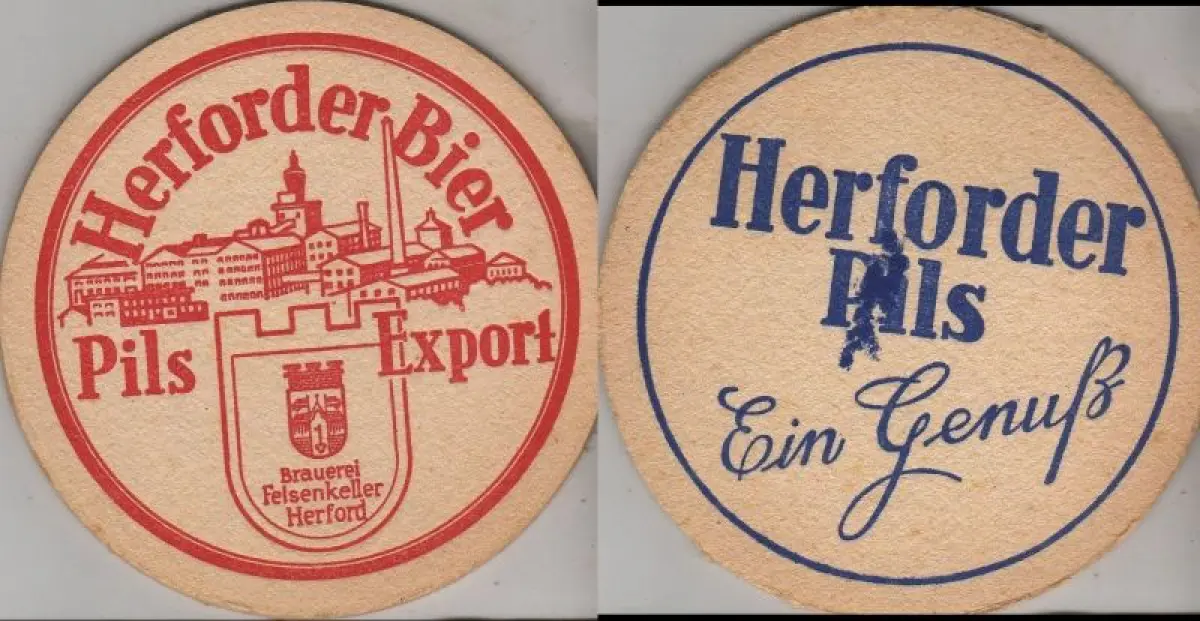 Herforder Bier
Pils
Export
Brauerei
Felsenkeller
Herford
Herforder
Pils
Ein Genuß